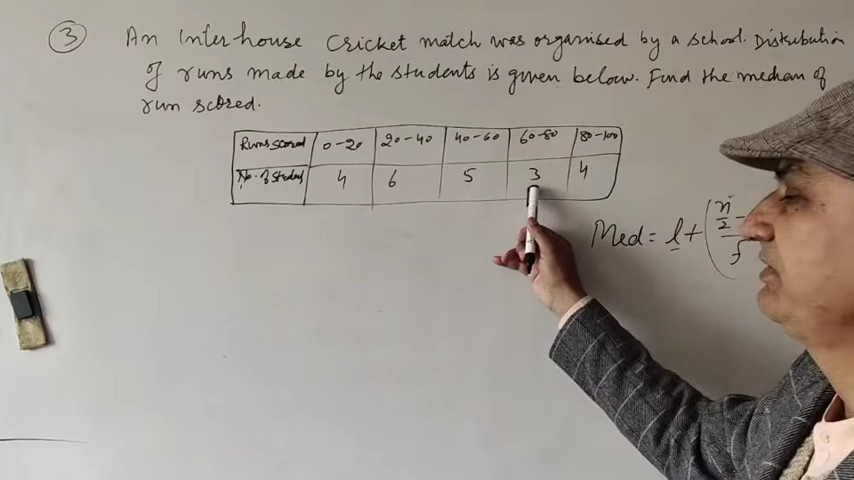 ③ An Interhouse Cricket match was organised by a school. Distribution
of runs made by the students is given below. Find the median of
run scored.
Runs scored 0-20 20-40 40-60 60-80 80-100
No. of Student 4 6 5 3 4
Med = l + ( n/2 - f